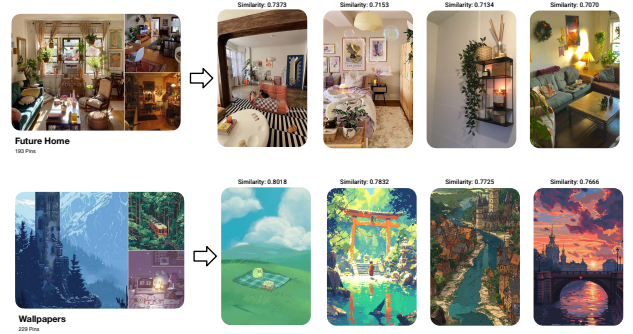 Similarity: 0.7373
Similarity: 0.7153
Similarity: 0.7134
Similarity: 0.7070
Future Home
193 Pins
Similarity: 0.8018
Similarity: 0.7832
Similarity: 0.7725
Similarity: 0.7666
Wallpapers
229 Pins